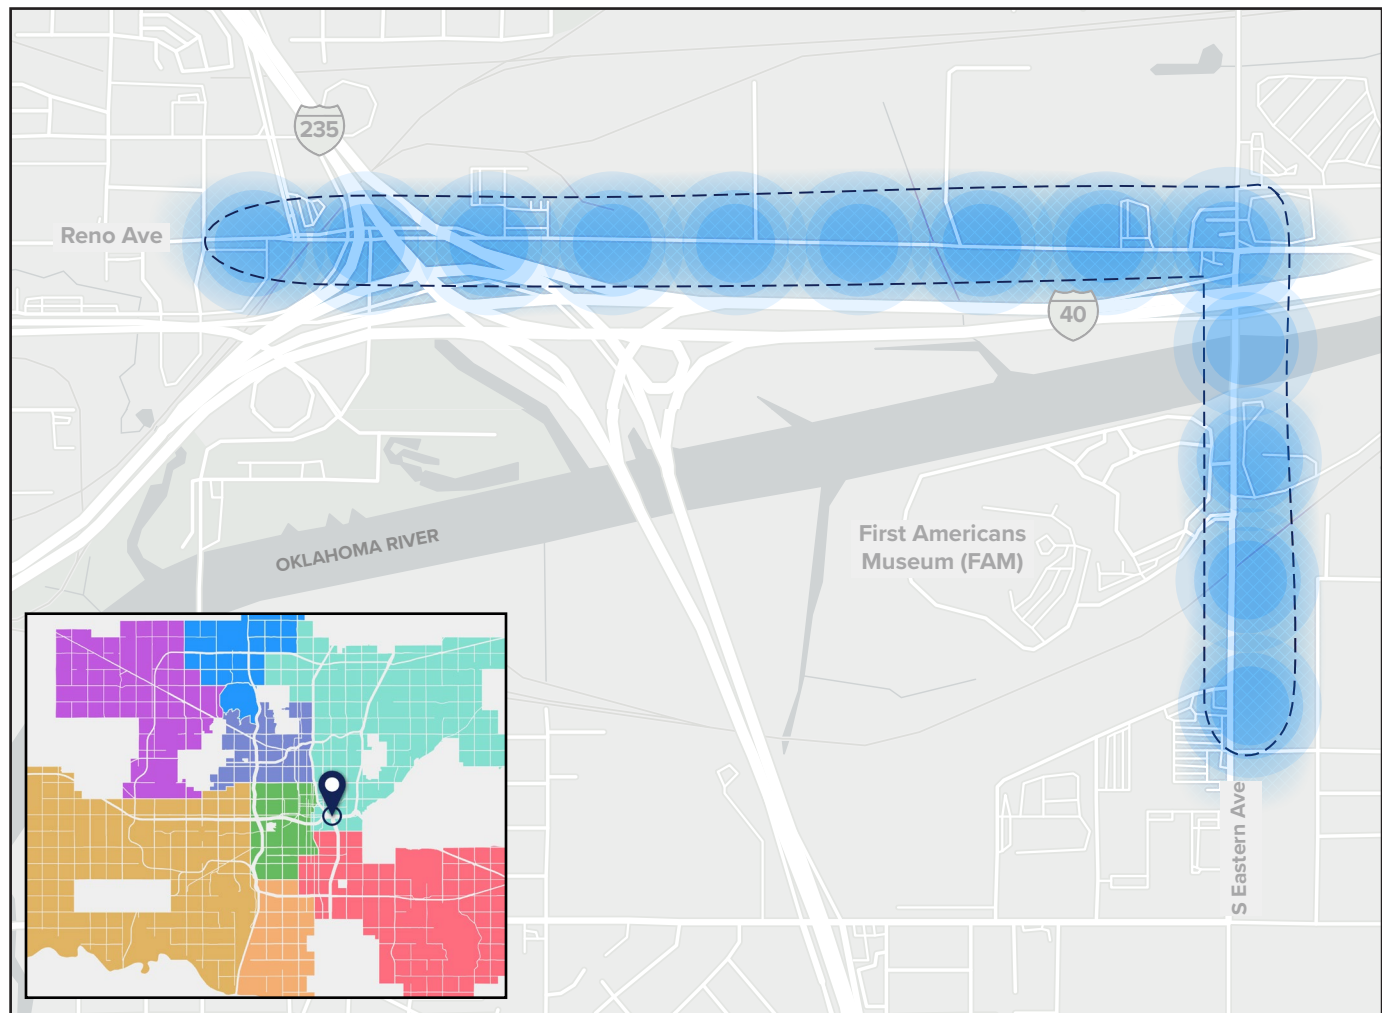 235
Reno Ave
40
First Americans
Museum (FAM)
OKLAHOMA RIVER
S Eastern Ave